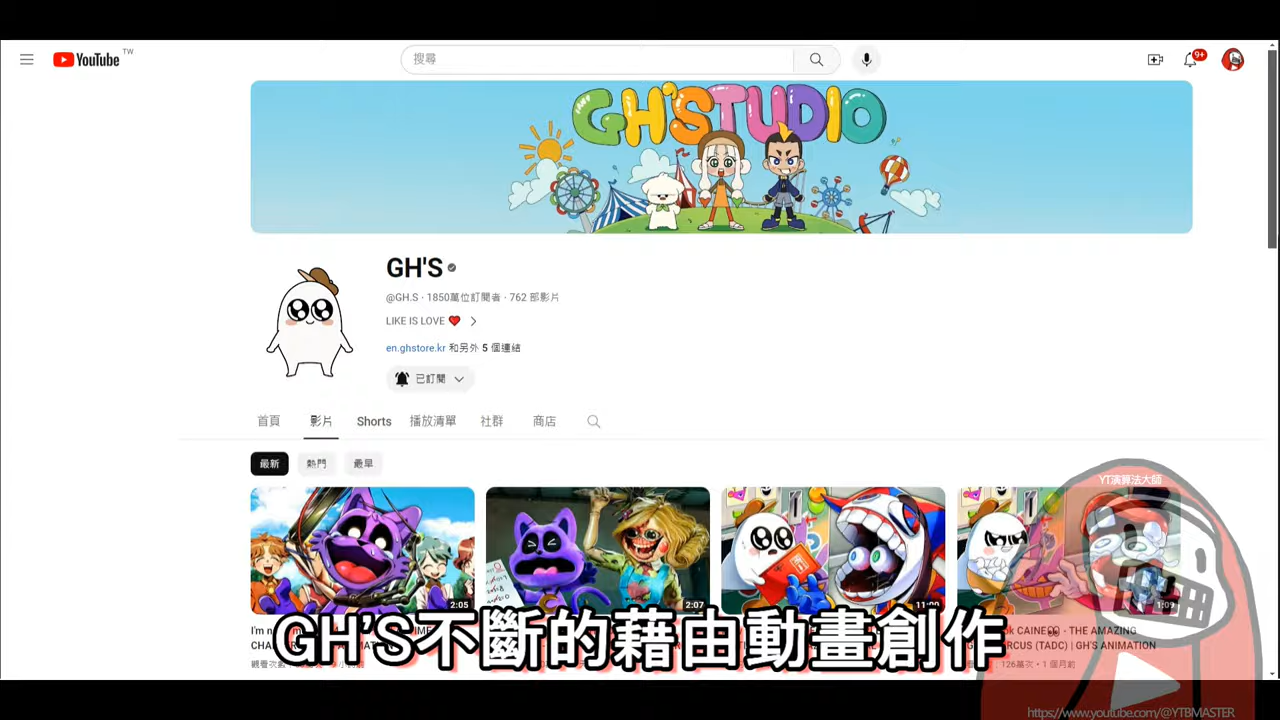 YouTube TW
搜尋
9+
GH'STUDIO
GH'S
@GH.S · 1850萬位訂閱者 · 762 部影片
LIKE IS LOVE ❤️ >
en.ghstore.kr 和另外 5 個連結
已訂閱
首頁 影片 Shorts 播放清單 社群 商店
最新 熱門 最早
YT演算法大師
2:05
2:07
11:00
1:09
GH'S不斷的藉由動畫創作
CAINE👀 - THE AMAZING
(TADC) | GH'S ANIMATION
126萬次 · 1 個月前
https://www.youtube.com/@YTBMASTER